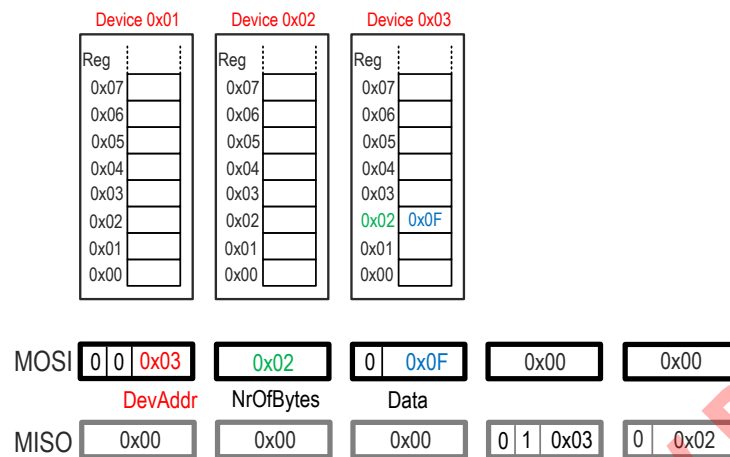 Device 0x01 Device 0x02 Device 0x03
Reg Reg Reg
0x07 0x07 0x07
0x06 0x06 0x06
0x05 0x05 0x05
0x04 0x04 0x04
0x03 0x03 0x03
0x02 0x02 0x02 0x0F
0x01 0x01 0x01
0x00 0x00 0x00
MOSI 0 0 0x03 0x02 0 0x0F 0x00 0x00
DevAddr NrOfBytes Data
MISO 0x00 0x00 0x00 0 1 0x03 0 0x02